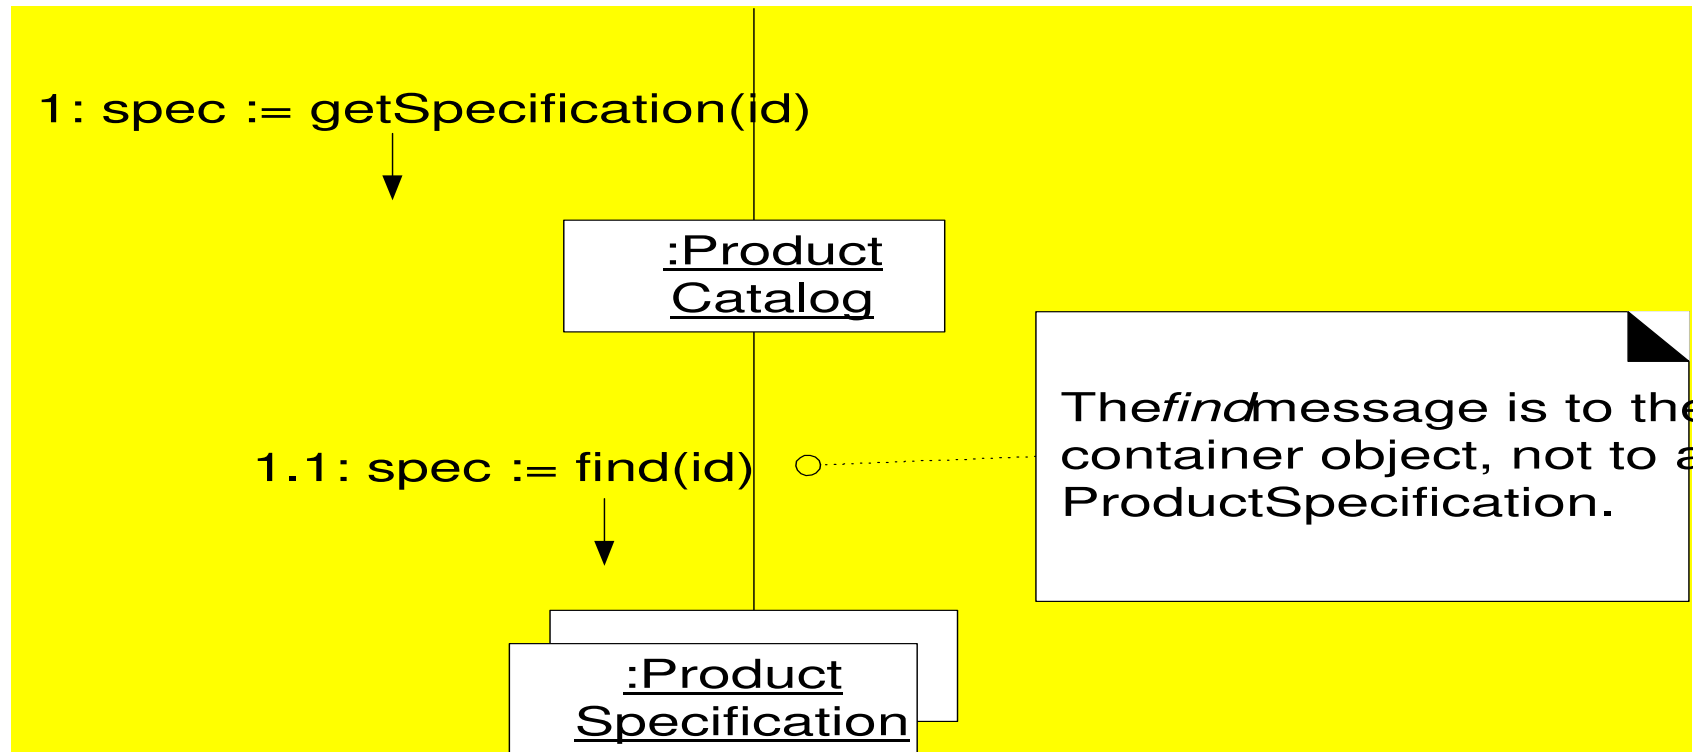 1: spec := getSpecification(id)
:Product
Catalog
Thefindmessage is to the
container object, not to a
ProductSpecification.
1.1: spec := find(id)
:Product
Specification